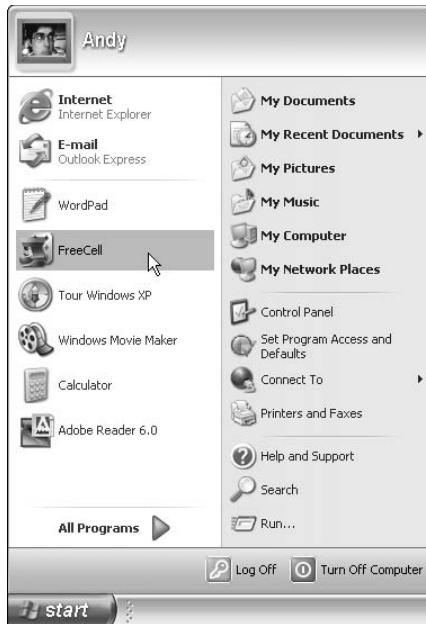 Andy
Internet
Internet Explorer
E-mail
Outlook Express
WordPad
FreeCell
Tour Windows XP
Windows Movie Maker
Calculator
Adobe Reader 6.0
All Programs
My Documents
My Recent Documents
My Pictures
My Music
My Computer
My Network Places
Control Panel
Set Program Access and
Defaults
Connect To
Printers and Faxes
Help and Support
Search
Run...
Log Off
Turn Off Computer
start